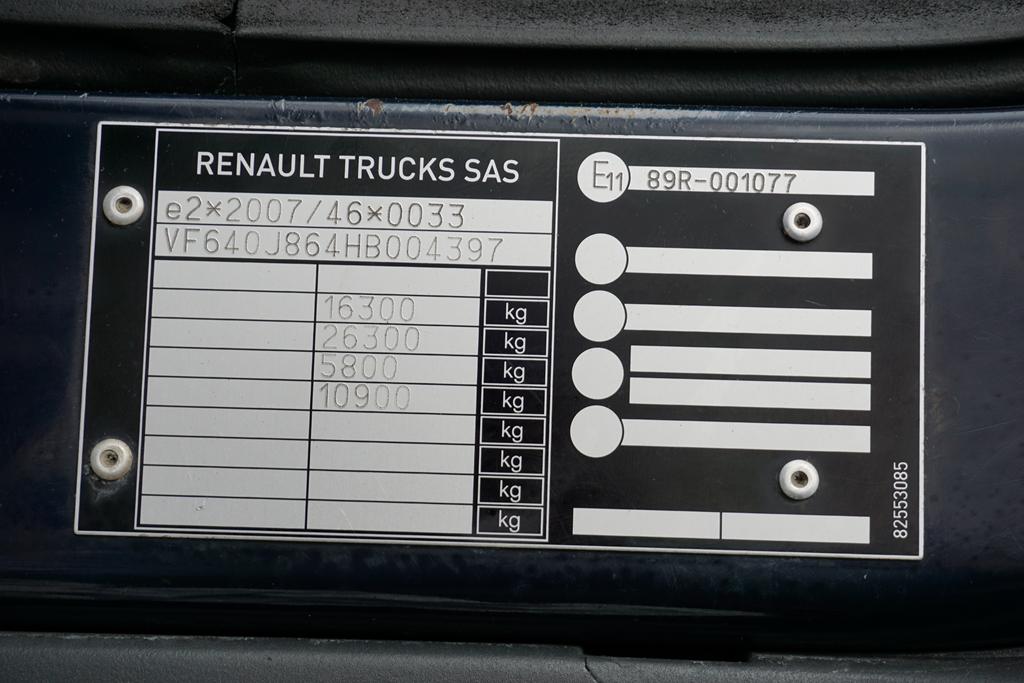 RENAULT TRUCKS SAS
e2*2007/46*0033
VF640J864HB004397
16300 kg
26300 kg
5800 kg
10900 kg
kg
kg
kg
kg
E11 89R-001077
82553085